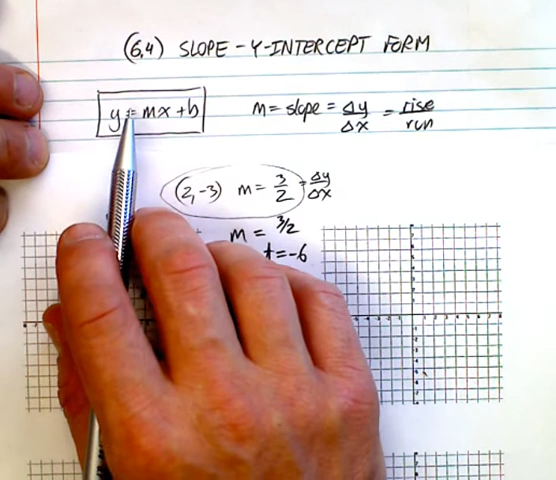 (6.4) SLOPE-Y-INTERCEPT FORM
y = mx + b m = slope = Δy/Δx = rise/run
(2, -3) m = 3/2 = Δy/Δx
m = 3/2
t = -6